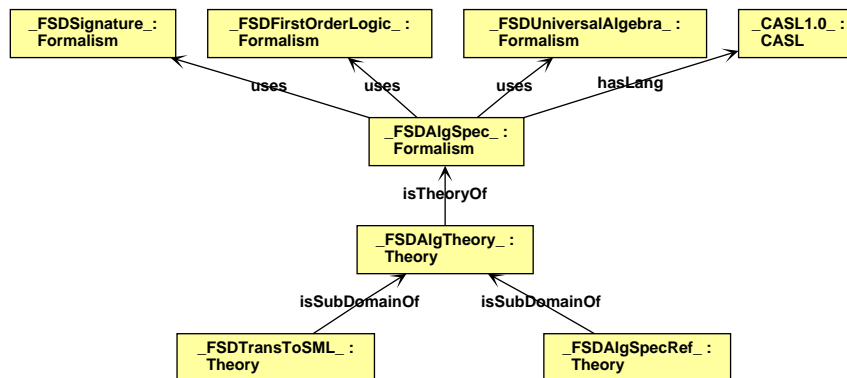 _FSDSignature_:
Formalism
_FSDFirstOrderLogic_ :
Formalism
_FSDUniversalAlgebra_ :
Formalism
_CASL1.0_ :
CASL
uses
uses
uses
hasLang
_FSDAlgSpec_ :
Formalism
isTheoryOf
_FSDAlgTheory_ :
Theory
isSubDomainOf
isSubDomainOf
_FSDTransToSML_ :
Theory
_FSDAlgSpecRef_ :
Theory